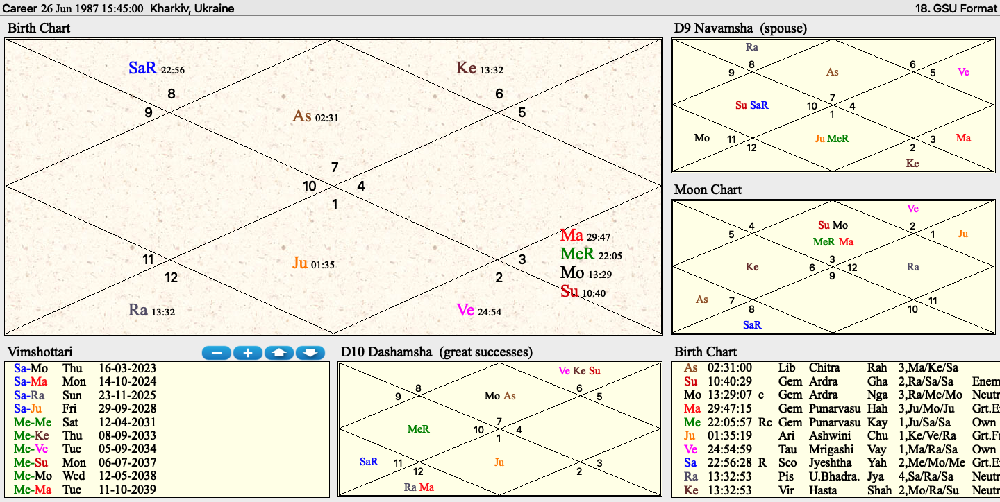 Career 26 Jun 1987 15:45:00 Kharkiv, Ukraine
18. GSU Format
Birth Chart
SaR 22:56
Ke 13:32
8
6
9
5
As 02:31
7
10
4
1
Ma 29:47
MeR 22:05
Mo 13:29
Su 10:40
11
3
12
2
Ju 01:35
Ra 13:32
Ve 24:54
D9 Navamsha (spouse)
Ra
8
6
9
As
5
Ve
7
Su SaR
10
4
1
Mo
11
Ju MeR
3
Ma
12
2
Ke
Moon Chart
Ve
4
Su Mo
2
5
MeR Ma
1
Ju
3
Ke
6
12
Ra
9
As
7
11
8
10
SaR
Vimshottari
Sa-Mo Thu 16-03-2023
Sa-Ma Mon 14-10-2024
Sa-Ra Sun 23-11-2025
Sa-Ju Fri 29-09-2028
Me-Me Sat 12-04-2031
Me-Ke Thu 08-09-2033
Me-Ve Tue 05-09-2034
Me-Su Mon 06-07-2037
Me-Mo Wed 12-05-2038
Me-Ma Tue 11-10-2039
D10 Dashamsha (great successes)
Ve Ke Su
8
6
9
Mo As
5
7
MeR
10
4
1
SaR
11
Ju
3
12
2
Ra Ma
Birth Chart
As 02:31:00 Lib Chitra Rah 3,Ma/Ke/Sa
Su 10:40:29 Gem Ardra Gha 2,Ra/Sa/Sa Enem
Mo 13:29:07 c Gem Ardra Nga 3,Ra/Me/Mo Neutr
Ma 29:47:15 Gem Punarvasu Hah 3,Ju/Mo/Ju Grt.E
Me 22:05:57 Rc Gem Punarvasu Kay 1,Ju/Sa/Sa Own
Ju 01:35:19 Ari Ashwini Chu 1,Ke/Ve/Ra Grt.Fr
Ve 24:54:59 Tau Mrigashi Vay 1,Ma/Ra/Sa Own
Sa 22:56:28 R Sco Jyeshtha Yah 2,Me/Mo/Me Grt.E
Ra 13:32:53 Pis U.Bhadra. Jya 4,Sa/Ra/Sa Neutr
Ke 13:32:53 Vir Hasta Shah 2,Mo/Ra/Su Neutr